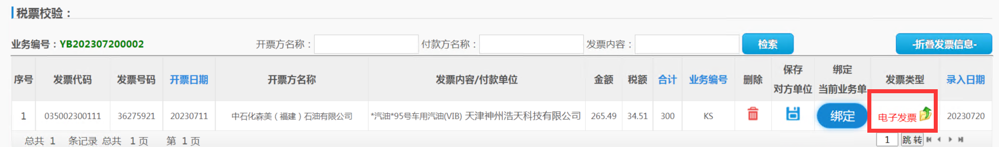 税票校验：
业务编号：YB202307200002 开票方名称： 付款方名称： 发票内容： 检索 -折叠发票信息-
序号 发票代码 发票号码 开票日期 开票方名称 发票内容/付款单位 金额 税额 合计 业务编号 删除 保存 对方单位 绑定 当前业务单 发票类型 录入日期
1 035002300111 36275921 20230711 中石化森美（福建）石油有限公司 *汽油*95号车用汽油(VIB) 天津神州浩天科技有限公司 265.49 34.51 300 KS 绑定 电子发票 20230720
总共 1 条记录 总共 1 页 第 1 页 1 跳 转